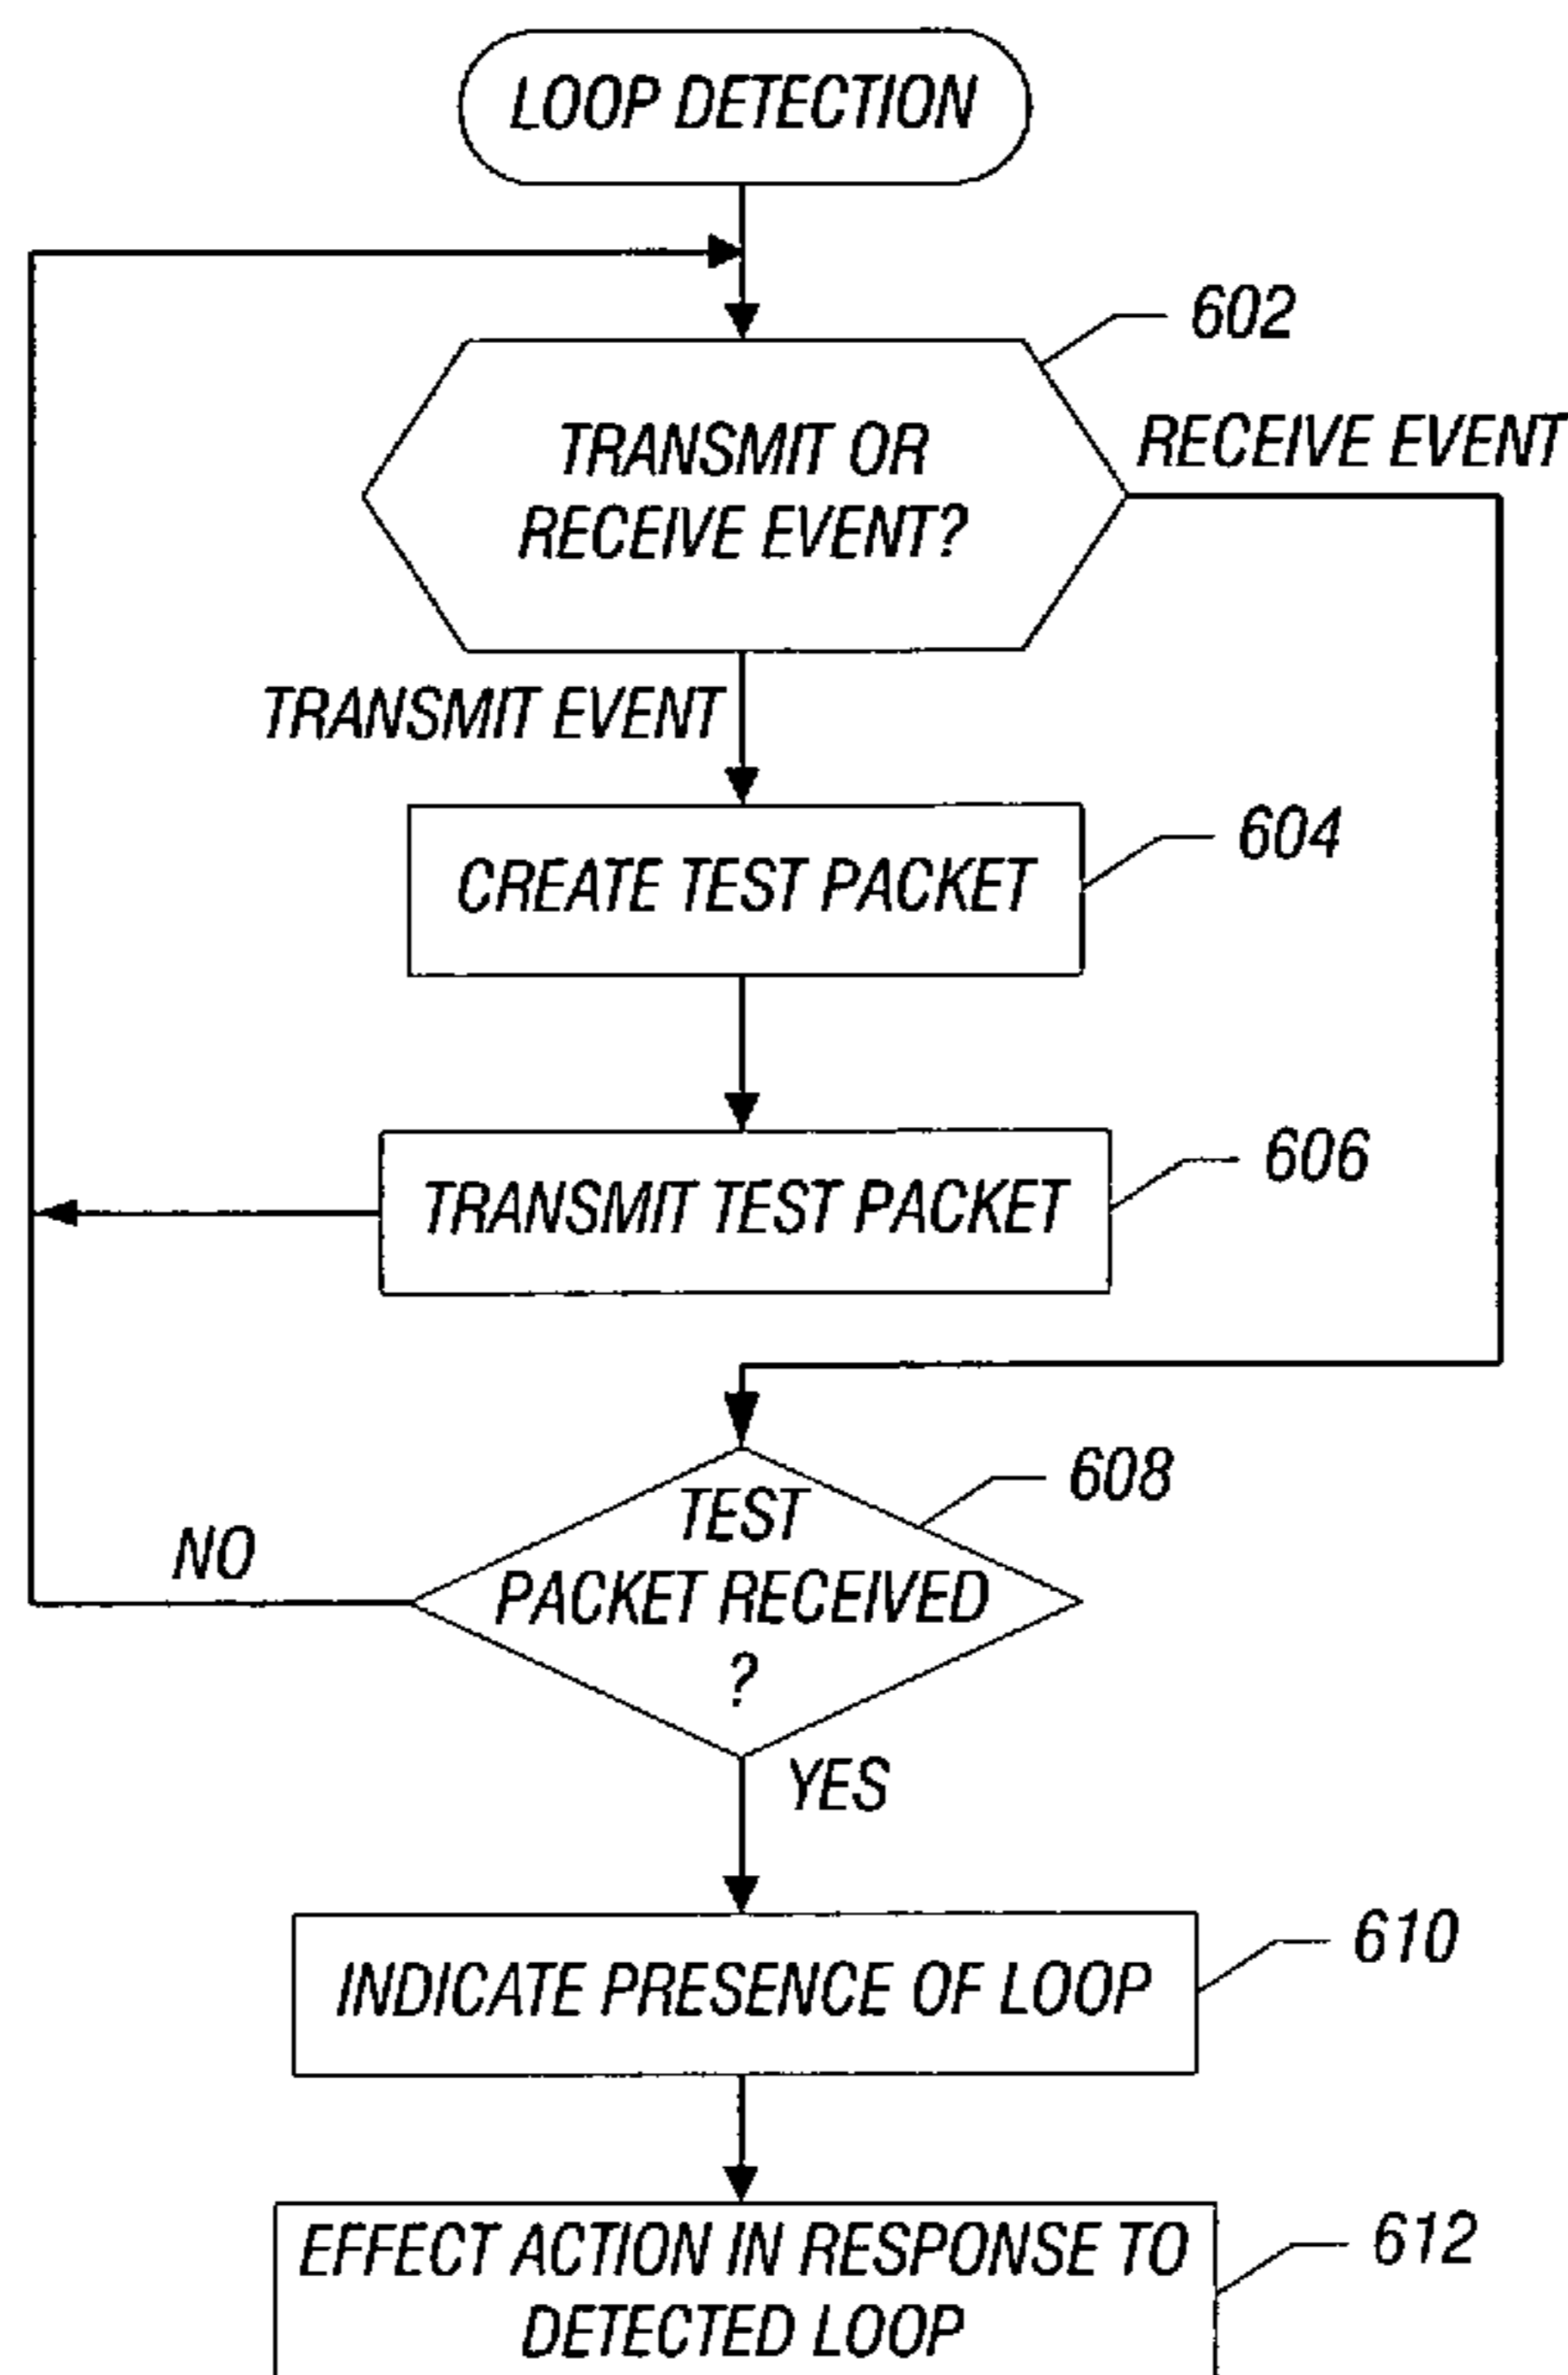 LOOP DETECTION
602
TRANSMIT OR
RECEIVE EVENT?
RECEIVE EVENT
TRANSMIT EVENT
604
CREATE TEST PACKET
606
TRANSMIT TEST PACKET
608
TEST
PACKET RECEIVED
?
NO
YES
610
INDICATE PRESENCE OF LOOP
612
EFFECT ACTION IN RESPONSE TO
DETECTED LOOP